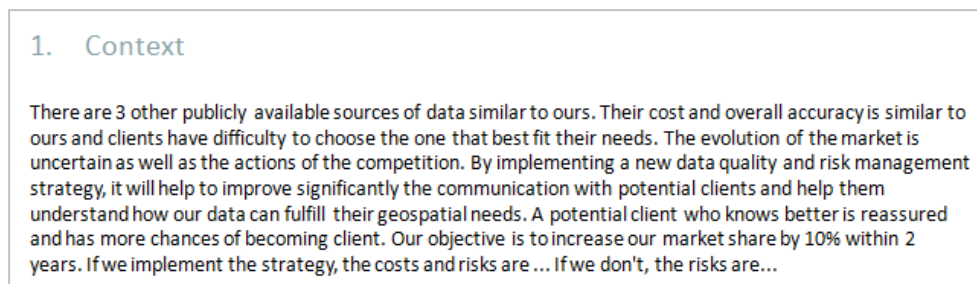 1. Context
There are 3 other publicly available sources of data similar to ours. Their cost and overall accuracy is similar to
ours and clients have difficulty to choose the one that best fit their needs. The evolution of the market is
uncertain as well as the actions of the competition. By implementing a new data quality and risk management
strategy, it will help to improve significantly the communication with potential clients and help them
understand how our data can fulfill their geospatial needs. A potential client who knows better is reassured
and has more chances of becoming client. Our objective is to increase our market share by 10% within 2
years. If we implement the strategy, the costs and risks are ... If we don't, the risks are...